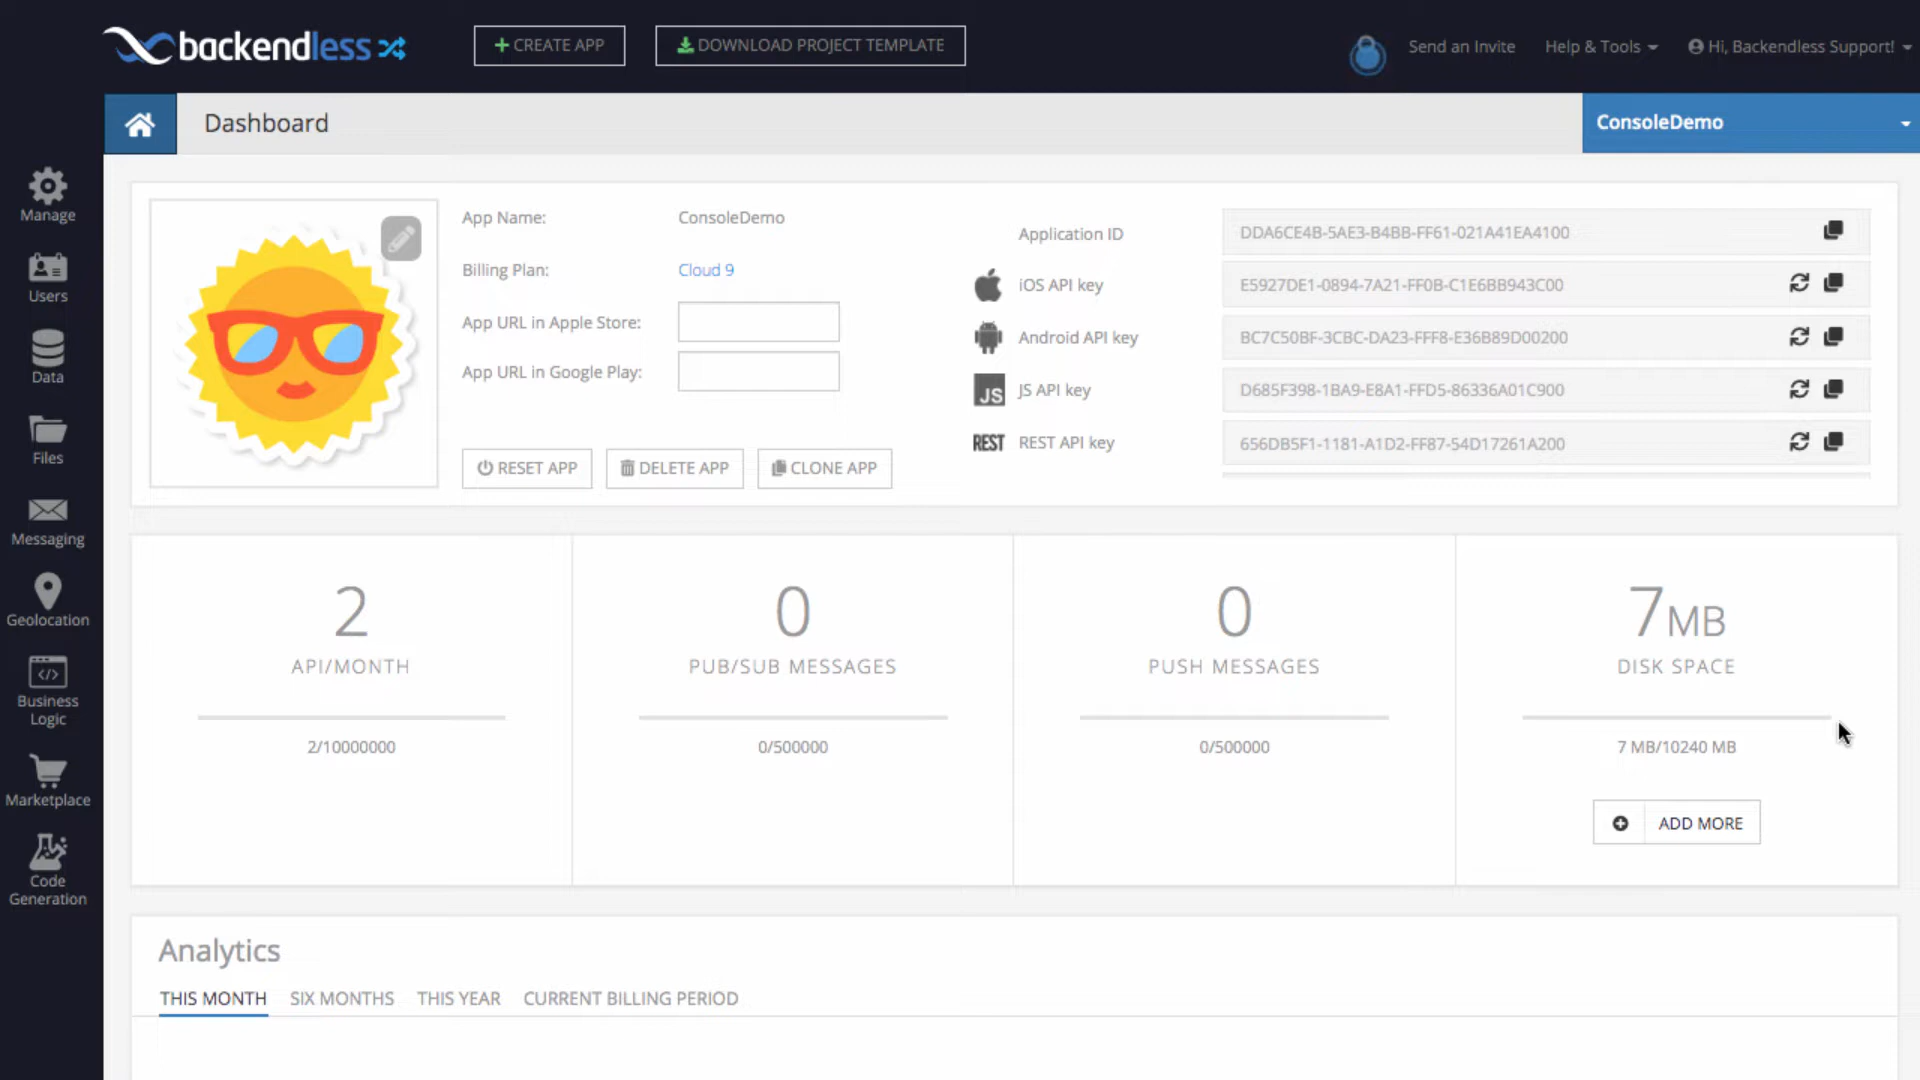 backendless
CREATE APP
DOWNLOAD PROJECT TEMPLATE
Send an Invite
Help & Tools
Hi, Backendless Support!
Dashboard
ConsoleDemo
Manage
Users
Data
Files
Messaging
Geolocation
Business
Logic
Marketplace
Code
Generation
App Name: ConsoleDemo
Billing Plan: Cloud 9
App URL in Apple Store:
App URL in Google Play:
RESET APP
DELETE APP
CLONE APP
Application ID DDA6CE4B-5AE3-B4BB-FF61-021A41EA4100
iOS API key E5927DE1-0894-7A21-FF0B-C1E6BB943C00
Android API key BC7C50BF-3CBC-DA23-FFF8-E36B89D00200
JS JS API key D685F398-1BA9-E8A1-FFD5-86336A01C900
REST REST API key 656DB5F1-1181-A1D2-FF87-54D17261A200
2
API/MONTH
2/10000000
0
PUB/SUB MESSAGES
0/500000
0
PUSH MESSAGES
0/500000
7MB
DISK SPACE
7 MB/10240 MB
ADD MORE
Analytics
THIS MONTH SIX MONTHS THIS YEAR CURRENT BILLING PERIOD